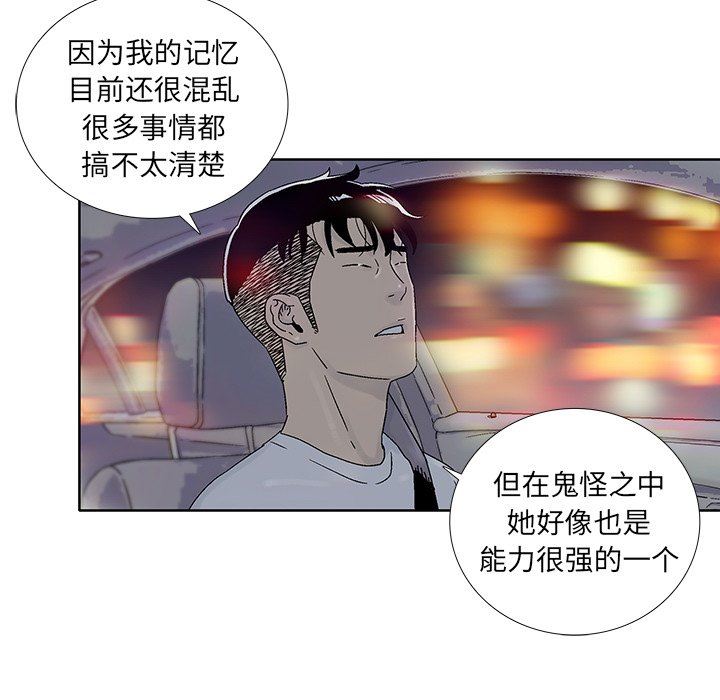 因为我的记忆
目前还很混乱
很多事情都
搞不太清楚
但在鬼怪之中
她好像也是
能力很强的一个